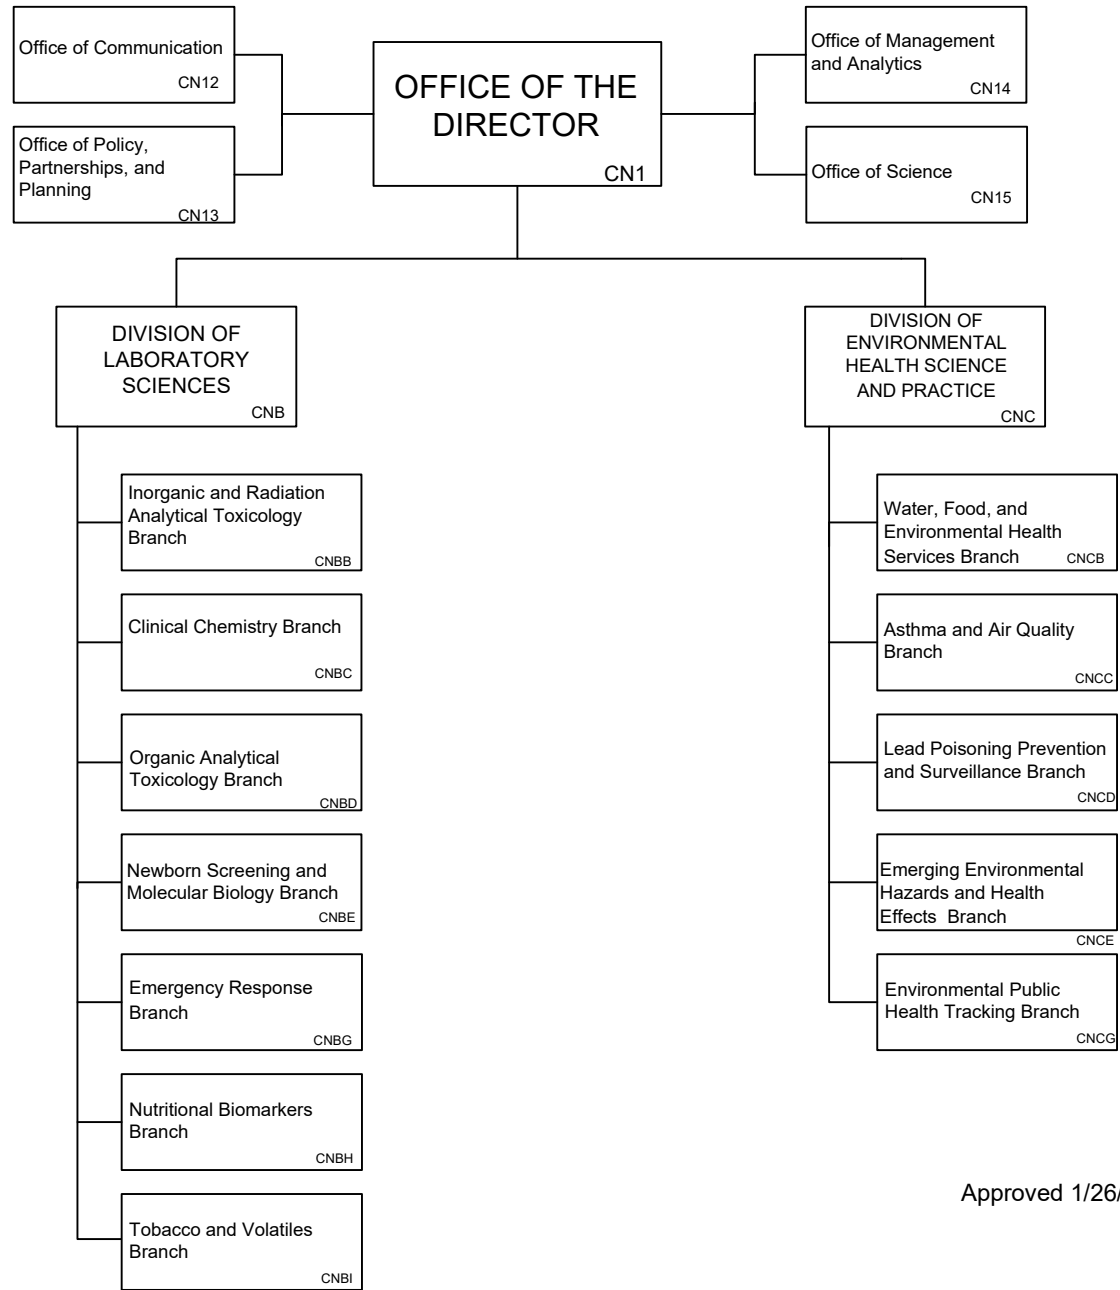 Office of Communication
CN12
Office of Policy,
Partnerships, and
Planning
CN13
OFFICE OF THE
DIRECTOR
CN1
Office of Management
and Analytics
CN14
Office of Science
CN15
DIVISION OF
LABORATORY
SCIENCES
CNB
Inorganic and Radiation
Analytical Toxicology
Branch
CNBB
Clinical Chemistry Branch
CNBC
Organic Analytical
Toxicology Branch
CNBD
Newborn Screening and
Molecular Biology Branch
CNBE
Emergency Response
Branch
CNBG
Nutritional Biomarkers
Branch
CNBH
Tobacco and Volatiles
Branch
CNBI
DIVISION OF
ENVIRONMENTAL
HEALTH SCIENCE
AND PRACTICE
CNC
Water, Food, and
Environmental Health
Services Branch CNCB
Asthma and Air Quality
Branch
CNCC
Lead Poisoning Prevention
and Surveillance Branch
CNCD
Emerging Environmental
Hazards and Health
Effects Branch
CNCE
Environmental Public
Health Tracking Branch
CNCG
Approved 1/26/